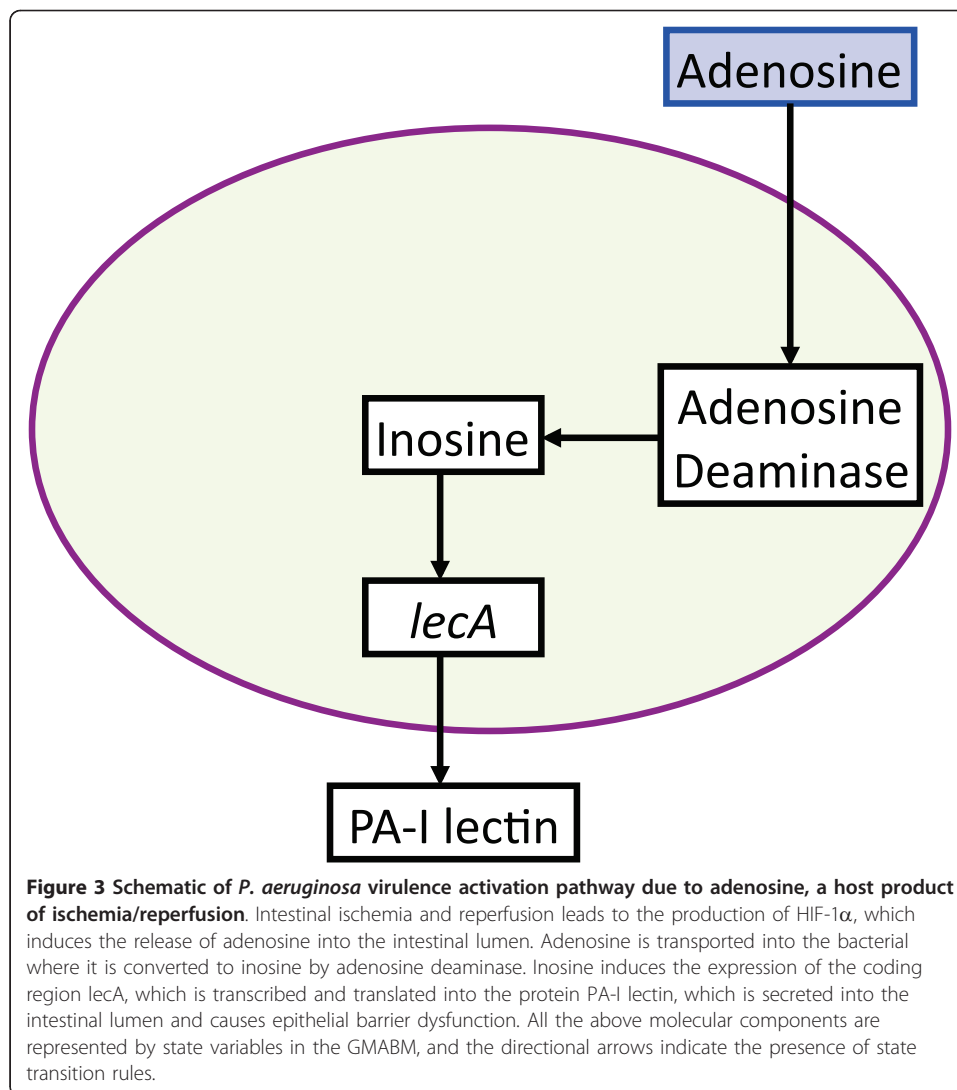 Adenosine
Adenosine
Deaminase
Inosine
lecA
PA-I lectin
Figure 3 Schematic of P. aeruginosa virulence activation pathway due to adenosine, a host product
of ischemia/reperfusion. Intestinal ischemia and reperfusion leads to the production of HIF-1α, which
induces the release of adenosine into the intestinal lumen. Adenosine is transported into the bacterial
where it is converted to inosine by adenosine deaminase. Inosine induces the expression of the coding
region lecA, which is transcribed and translated into the protein PA-I lectin, which is secreted into the
intestinal lumen and causes epithelial barrier dysfunction. All the above molecular components are
represented by state variables in the GMABM, and the directional arrows indicate the presence of state
transition rules.